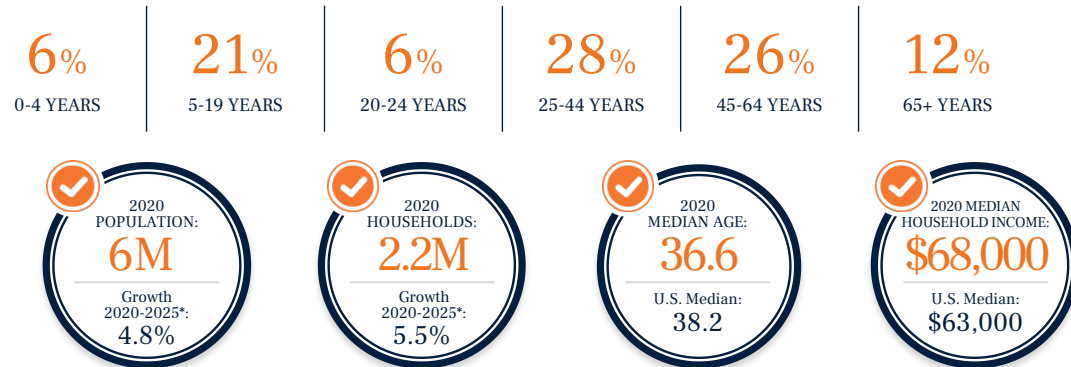 6% 21% 6% 28% 26% 12%
0-4 YEARS 5-19 YEARS 20-24 YEARS 25-44 YEARS 45-64 YEARS 65+ YEARS
2020
POPULATION:
6M
Growth
2020-2025*:
4.8%
2020
HOUSEHOLDS:
2.2M
Growth
2020-2025*:
5.5%
2020
MEDIAN AGE:
36.6
U.S. Median:
38.2
2020 MEDIAN
HOUSEHOLD INCOME:
$68,000
U.S. Median:
$63,000